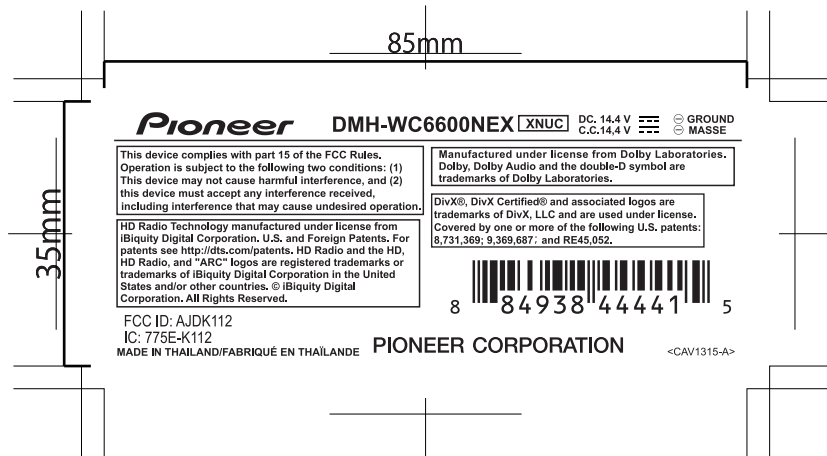 85mm
35mm
Pioneer DMH-WC6600NEX XNUC DC. 14.4 V ⊖ GROUND
C.C.14,4 V ⊖ MASSE
This device complies with part 15 of the FCC Rules.
Operation is subject to the following two conditions: (1)
This device may not cause harmful interference, and (2)
this device must accept any interference received,
including interference that may cause undesired operation.
Manufactured under license from Dolby Laboratories.
Dolby, Dolby Audio and the double-D symbol are
trademarks of Dolby Laboratories.
DivX®, DivX Certified® and associated logos are
trademarks of DivX, LLC and are used under license.
Covered by one or more of the following U.S. patents:
8,731,369; 9,369,687; and RE45,052.
HD Radio Technology manufactured under license from
iBiquity Digital Corporation. U.S. and Foreign Patents. For
patents see http://dts.com/patents. HD Radio and the HD,
HD Radio, and "ARC" logos are registered trademarks or
trademarks of iBiquity Digital Corporation in the United
States and/or other countries. © iBiquity Digital
Corporation. All Rights Reserved.
8 84938 44441 5
FCC ID: AJDK112
IC: 775E-K112
MADE IN THAILAND/FABRIQUÉ EN THAÏLANDE
PIONEER CORPORATION
<CAV1315-A>